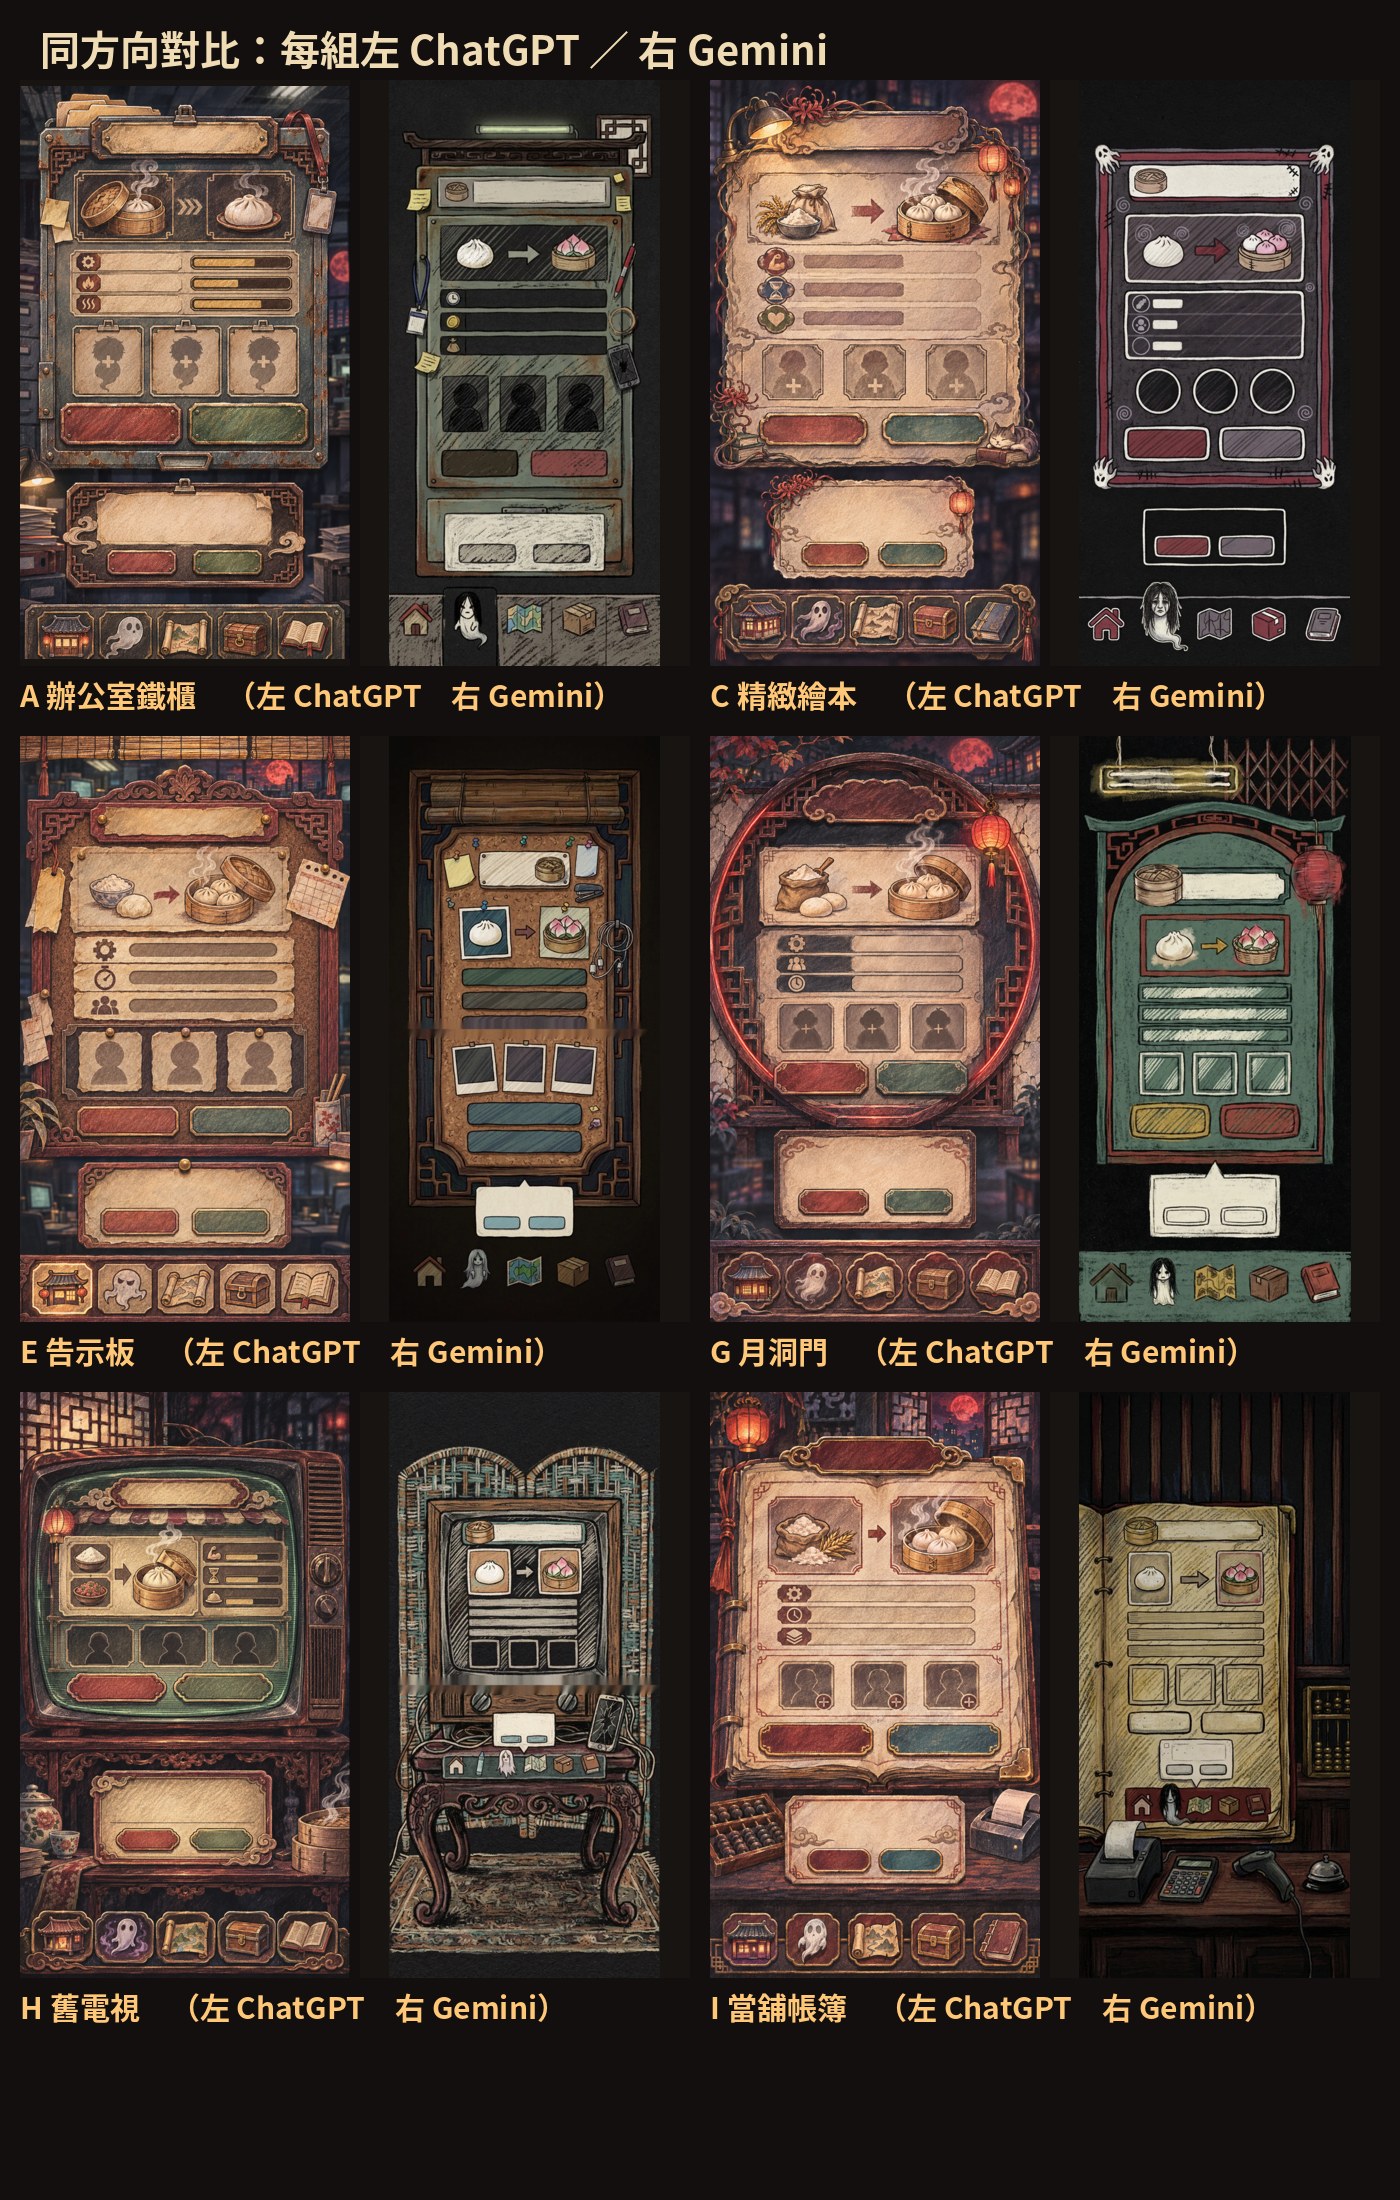 同方向對比：每組左 ChatGPT ／ 右 Gemini
A 辦公室鐵櫃　（左 ChatGPT　右 Gemini）
C 精緻繪本　（左 ChatGPT　右 Gemini）
E 告示板　（左 ChatGPT　右 Gemini）
G 月洞門　（左 ChatGPT　右 Gemini）
H 舊電視　（左 ChatGPT　右 Gemini）
I 當舖帳簿　（左 ChatGPT　右 Gemini）